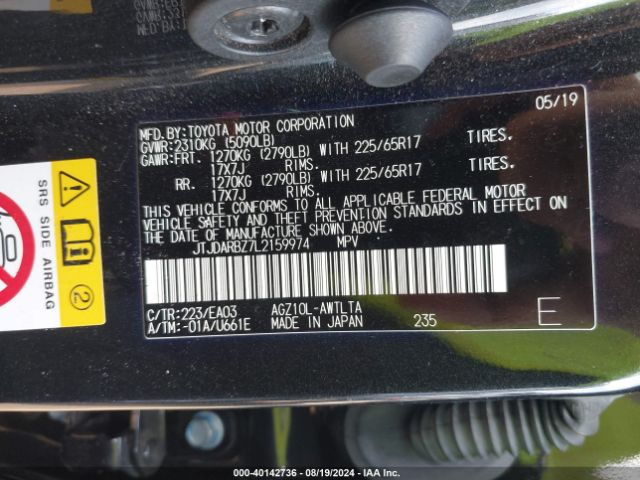 05/19
MFD.BY:TOYOTA MOTOR CORPORATION
GVWR:2310KG (5090LB)
GAWR:FRT. 1270KG (2790LB) WITH 225/65R17 TIRES.
17X7J RIMS.
RR. 1270KG (2790LB) WITH 225/65R17 TIRES.
17X7J RIMS.
THIS VEHICLE CONFORMS TO ALL APPLICABLE FEDERAL MOTOR
VEHICLE SAFETY AND THEFT PREVENTION STANDARDS IN EFFECT ON
THE DATE OF MANUFACTURE SHOWN ABOVE.
JTJDARBZ7L2159974 MPV
C/TR:223/EA03 AGZ10L-AWTLTA
A/TM:-01A/U661E MADE IN JAPAN 235 E
SRS SIDE AIRBAG
2
000-40142736 - 08/19/2024 - IAA Inc.